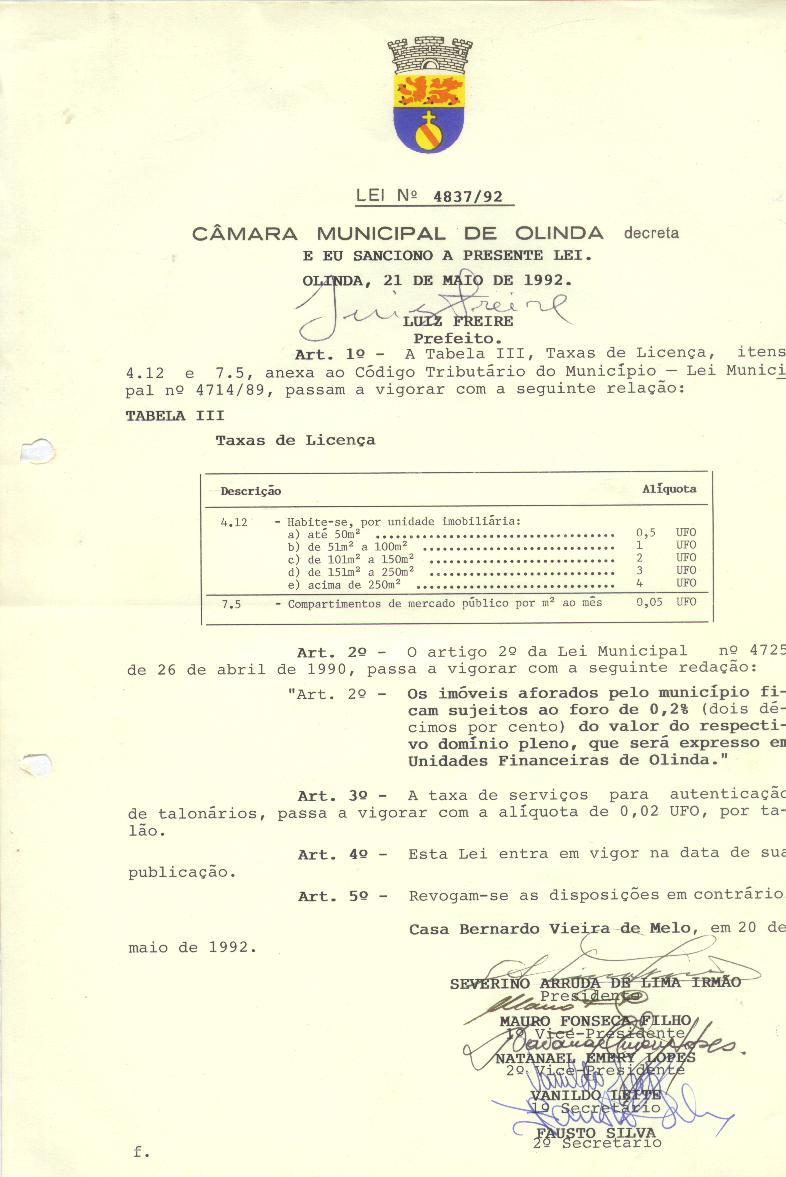 LEI Nº 4837/92
CÂMARA MUNICIPAL DE OLINDA decreta
E EU SANCIONO A PRESENTE LEI.
OLINDA, 21 DE MAIO DE 1992.
Luiz Freire
LUIZ FREIRE
Prefeito.
Art. 1º - A Tabela III, Taxas de Licença, itens
4.12 e 7.5, anexa ao Código Tributário do Município — Lei Munici
pal nº 4714/89, passam a vigorar com a seguinte relação:
TABELA III
Taxas de Licença
Descrição Alíquota
4.12 - Habite-se, por unidade imobiliária:
a) até 50m² .................................... 0,5 UFO
b) de 51m² a 100m² ............................. 1 UFO
c) de 101m² a 150m² ............................ 2 UFO
d) de 151m² a 250m² ............................ 3 UFO
e) acima de 250m² .............................. 4 UFO
7.5 - Compartimentos de mercado público por m² ao mês 0,05 UFO
Art. 2º - O artigo 2º da Lei Municipal nº 4725
de 26 de abril de 1990, passa a vigorar com a seguinte redação:
"Art. 2º - Os imóveis aforados pelo município fi-
cam sujeitos ao foro de 0,2% (dois dé-
cimos por cento) do valor do respecti-
vo domínio pleno, que será expresso em
Unidades Financeiras de Olinda."
Art. 3º - A taxa de serviços para autenticação
de talonários, passa a vigorar com a alíquota de 0,02 UFO, por ta-
lão.
Art. 4º - Esta Lei entra em vigor na data de sua
publicação.
Art. 5º - Revogam-se as disposições em contrário
Casa Bernardo Vieira de Melo, em 20 de
maio de 1992.
SEVERINO ARRUDA DE LIMA IRMÃO
Presidente
MAURO FONSECA FILHO
1º Vice-Presidente
NATANAEL EMERY LOPES
2º Vice-Presidente
VANILDO LEITE
1º Secretário
FAUSTO SILVA
2º Secretario
f.